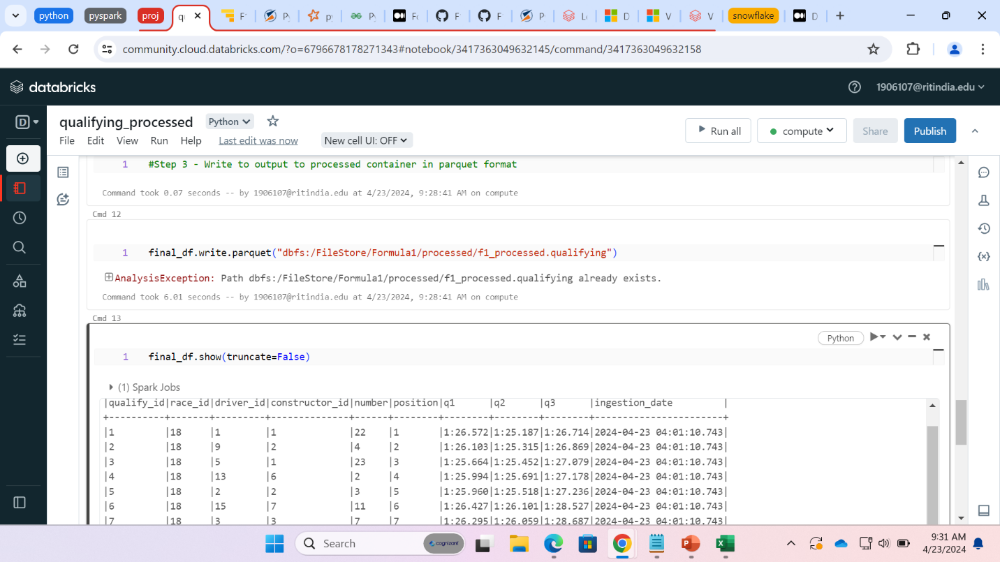 python
pyspark
proj
qu
F1
Py
py
Py
Fo
F
F
Py
Lo
D
V
V
snowflake
D
community.cloud.databricks.com/?o=6796678178271343#notebook/3417363049632145/command/3417363049632158
databricks
1906107@ritindia.edu
D
qualifying_processed
Python
File Edit View Run Help Last edit was now New cell UI: OFF
Run all
compute
Share
Publish
1 #Step 3 - Write to output to processed container in parquet format
Command took 0.07 seconds -- by 1906107@ritindia.edu at 4/23/2024, 9:28:41 AM on compute
Cmd 12
1 final_df.write.parquet("dbfs:/FileStore/Formula1/processed/f1_processed.qualifying")
AnalysisException: Path dbfs:/FileStore/Formula1/processed/f1_processed.qualifying already exists.
Command took 6.01 seconds -- by 1906107@ritindia.edu at 4/23/2024, 9:28:41 AM on compute
Cmd 13
Python
1 final_df.show(truncate=False)
(1) Spark Jobs
|qualify_id|race_id|driver_id|constructor_id|number|position|q1      |q2      |q3      |ingestion_date         |
+----------+-------+---------+--------------+------+--------+--------+--------+--------+-----------------------+
|1         |18     |1        |1             |22    |1       |1:26.572|1:25.187|1:26.714|2024-04-23 04:01:10.743|
|2         |18     |9        |2             |4     |2       |1:26.103|1:25.315|1:26.869|2024-04-23 04:01:10.743|
|3         |18     |5        |1             |23    |3       |1:25.664|1:25.452|1:27.079|2024-04-23 04:01:10.743|
|4         |18     |13       |6             |2     |4       |1:25.994|1:25.691|1:27.178|2024-04-23 04:01:10.743|
|5         |18     |2        |2             |3     |5       |1:25.960|1:25.518|1:27.236|2024-04-23 04:01:10.743|
|6         |18     |15       |7             |11    |6       |1:26.427|1:26.101|1:28.527|2024-04-23 04:01:10.743|
|7         |18     |3        |3             |7     |7       |1:26.295|1:26.059|1:28.687|2024-04-23 04:01:10.743|
Search
cognizant
9:31 AM
4/23/2024